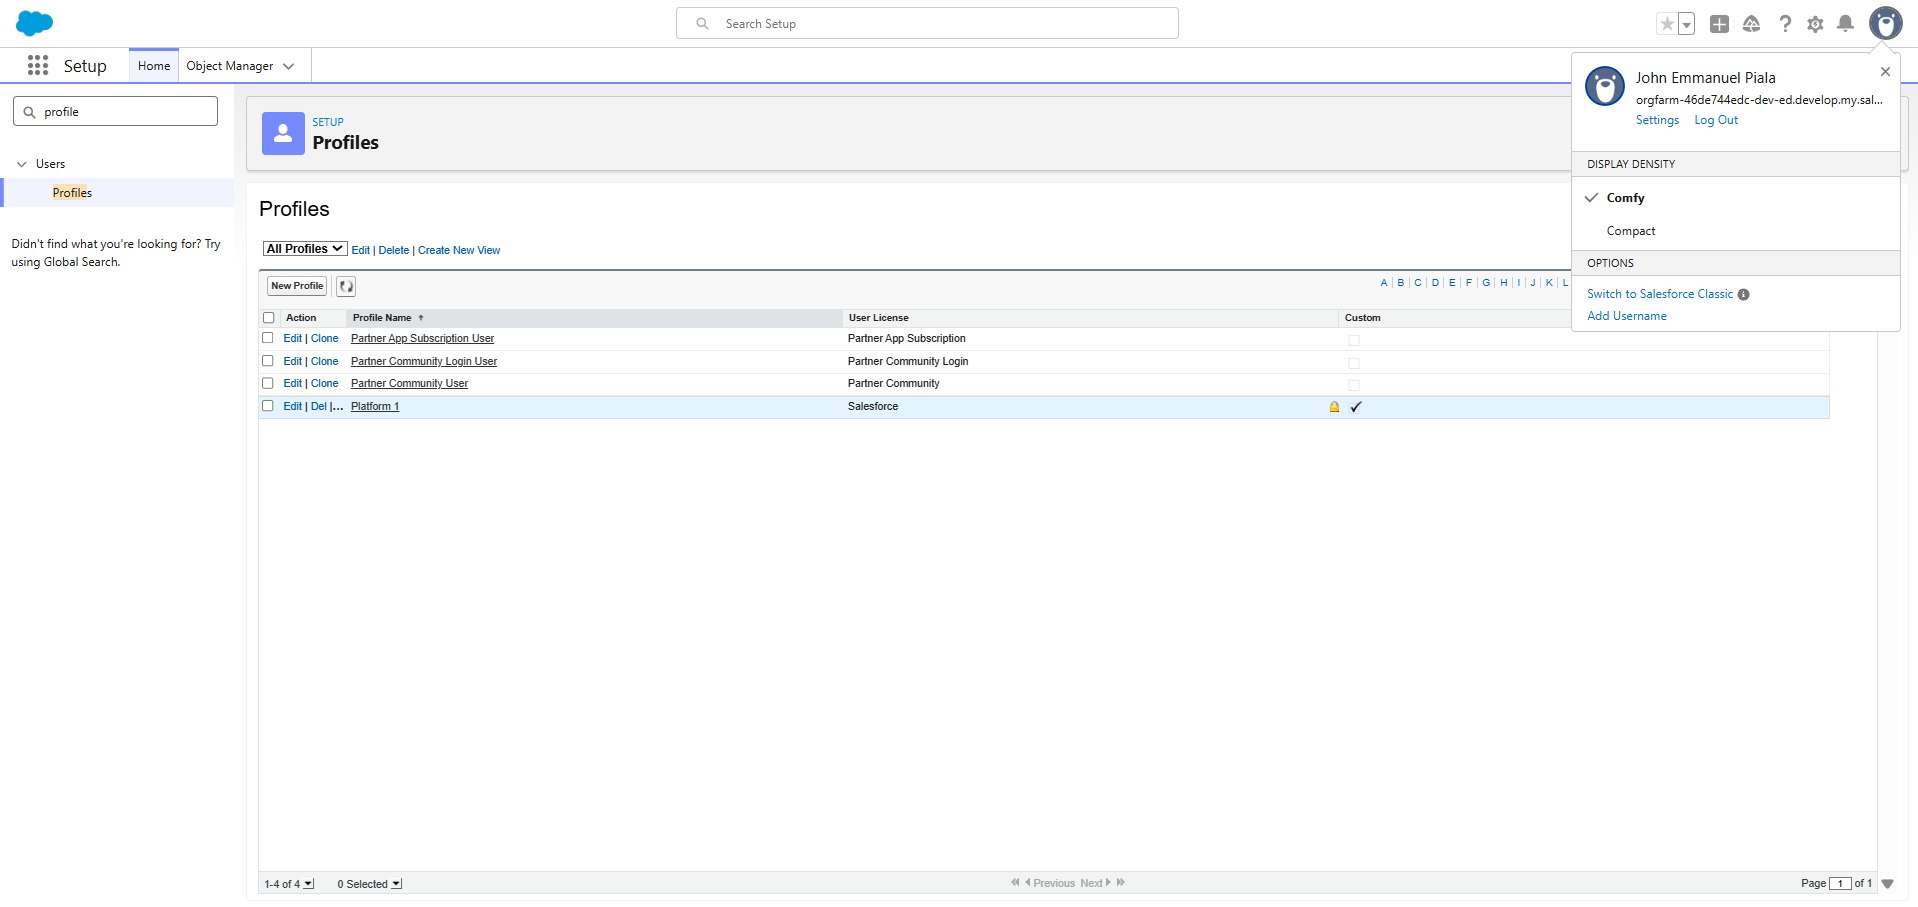 Search Setup
Setup
Home
Object Manager
profile
Users
Profiles
Didn't find what you're looking for? Try
using Global Search.
SETUP
Profiles
John Emmanuel Piala
orgfarm-46de744edc-dev-ed.develop.my.sal...
Settings Log Out
DISPLAY DENSITY
Comfy
Compact
OPTIONS
Switch to Salesforce Classic
Add Username
Profiles
All Profiles Edit | Delete | Create New View
New Profile
A | B | C | D | E | F | G | H | I | J | K | L
Action Profile Name User License Custom
Edit | Clone Partner App Subscription User Partner App Subscription
Edit | Clone Partner Community Login User Partner Community Login
Edit | Clone Partner Community User Partner Community
Edit | Del |... Platform 1 Salesforce
1-4 of 4 0 Selected Previous Next Page 1 of 1